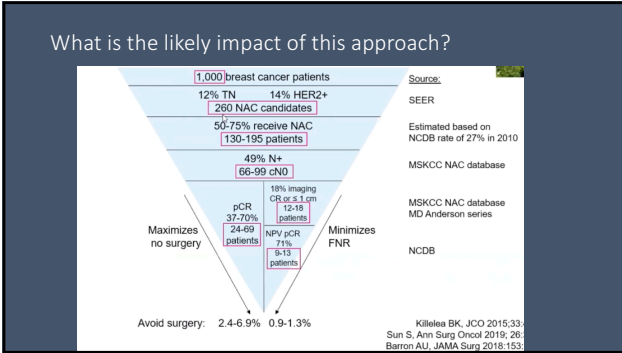 What is the likely impact of this approach?
1,000 breast cancer patients
Source:
12% TN 14% HER2+
260 NAC candidates
SEER
50-75% receive NAC
130-195 patients
Estimated based on
NCDB rate of 27% in 2010
49% N+
66-99 cN0
MSKCC NAC database
pCR
37-70%
24-69
patients
18% imaging
CR or ≤ 1 cm
12-18
patients
NPV pCR
71%
9-13
patients
MSKCC NAC database
MD Anderson series
NCDB
Maximizes
no surgery
Minimizes
FNR
Avoid surgery: 2.4-6.9% 0.9-1.3%
Killelea BK, JCO 2015;33:
Sun S, Ann Surg Oncol 2019; 26:
Barron AU, JAMA Surg 2018:153: